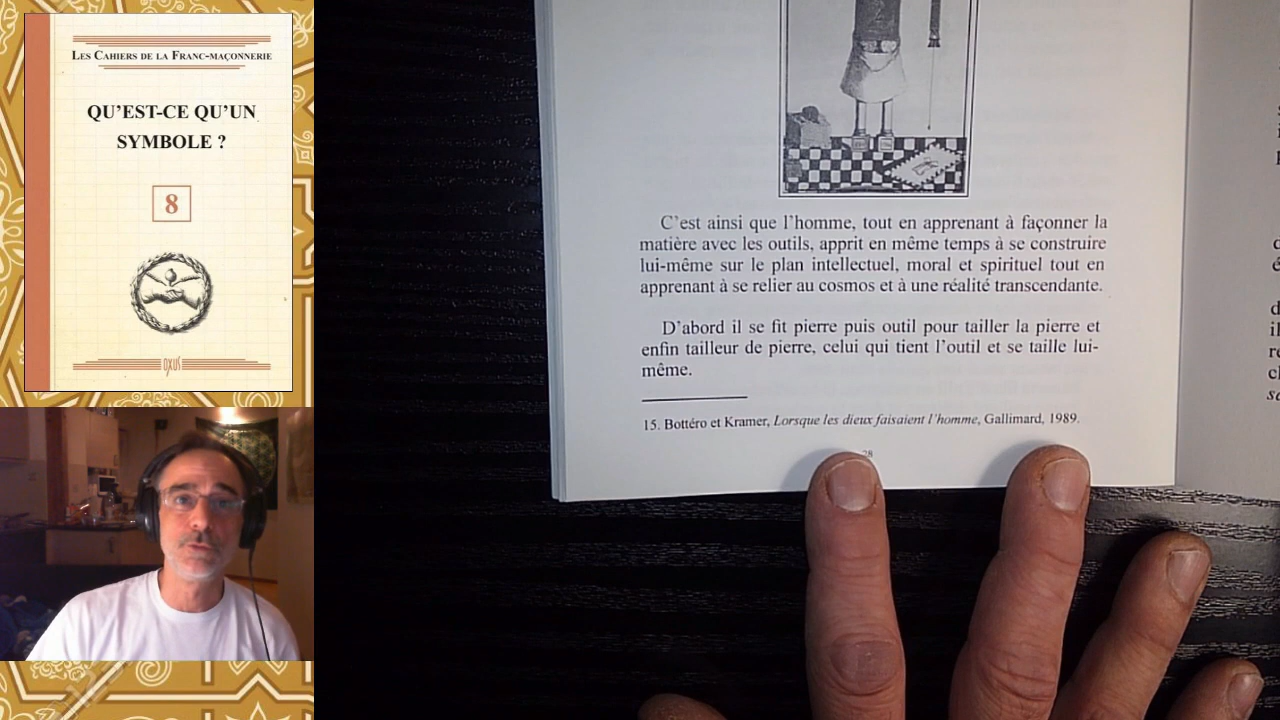 LES CAHIERS DE LA FRANC-MAÇONNERIE
QU'EST-CE QU'UN
SYMBOLE ?
8
OXUS
C'est ainsi que l'homme, tout en apprenant à façonner la
matière avec les outils, apprit en même temps à se construire
lui-même sur le plan intellectuel, moral et spirituel tout en
apprenant à se relier au cosmos et à une réalité transcendante.
D'abord il se fit pierre puis outil pour tailler la pierre et
enfin tailleur de pierre, celui qui tient l'outil et se taille lui-
même.
15. Bottéro et Kramer, Lorsque les dieux faisaient l'homme, Gallimard, 1989.
28